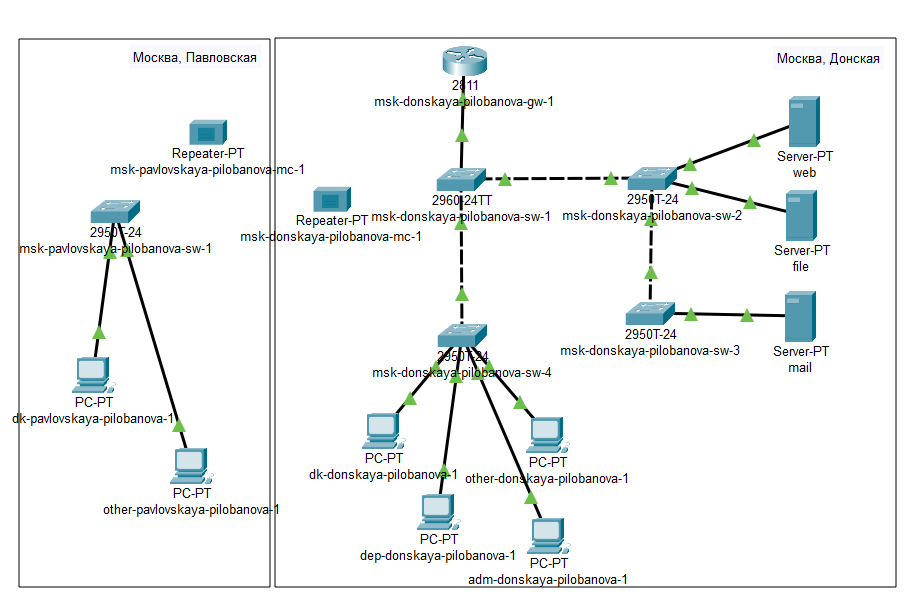 Москва, Павловская
Repeater-PT
msk-pavlovskaya-pilobanova-mc-1
2950T-24
msk-pavlovskaya-pilobanova-sw-1
PC-PT
dk-pavlovskaya-pilobanova-1
PC-PT
other-pavlovskaya-pilobanova-1
Москва, Донская
2811
msk-donskaya-pilobanova-gw-1
Repeater-PT
msk-donskaya-pilobanova-mc-1
2960-24TT
msk-donskaya-pilobanova-sw-1
2950T-24
msk-donskaya-pilobanova-sw-2
Server-PT
web
Server-PT
file
2950T-24
msk-donskaya-pilobanova-sw-3
Server-PT
mail
2950T-24
msk-donskaya-pilobanova-sw-4
PC-PT
dk-donskaya-pilobanova-1
PC-PT
other-donskaya-pilobanova-1
PC-PT
dep-donskaya-pilobanova-1
PC-PT
adm-donskaya-pilobanova-1